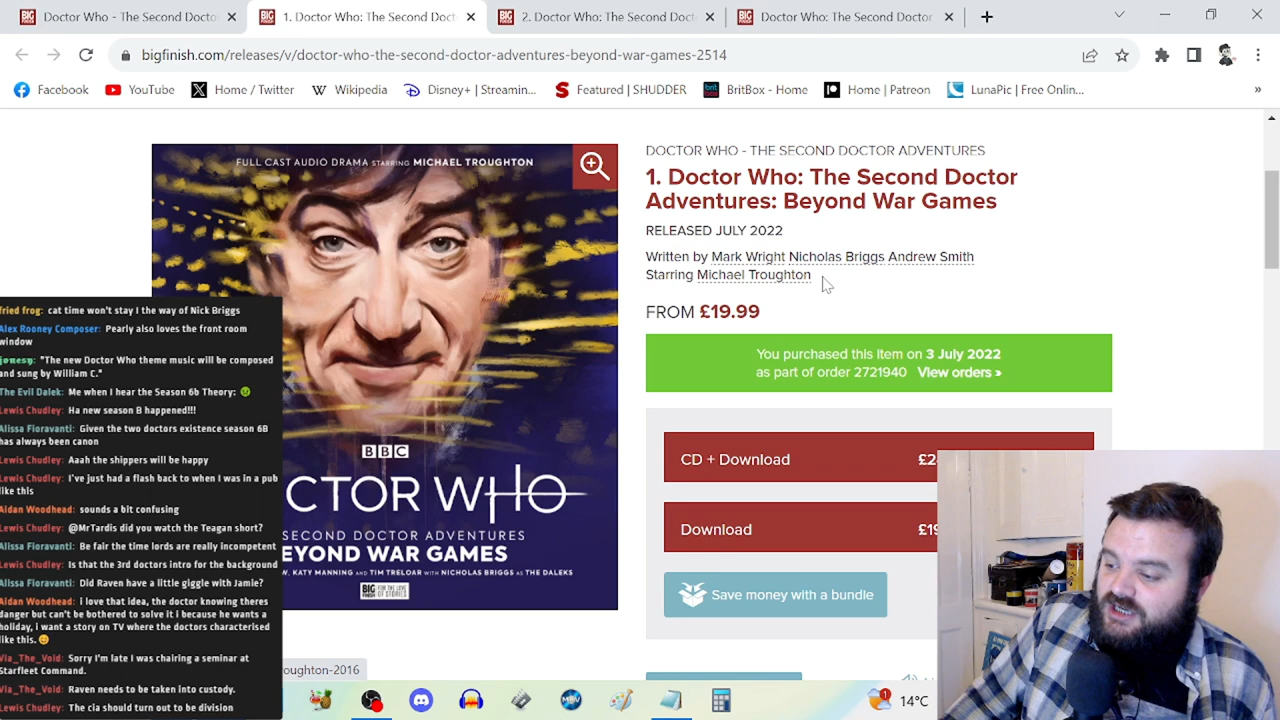 Doctor Who - The Second Docto
1. Doctor Who: The Second Doct
2. Doctor Who: The Second Docto
Doctor Who: The Second Doctor
bigfinish.com/releases/v/doctor-who-the-second-doctor-adventures-beyond-war-games-2514
Facebook
YouTube
Home / Twitter
Wikipedia
Disney+ | Streamin...
Featured | SHUDDER
BritBox - Home
Home | Patreon
LunaPic | Free Onlin...
»
FULL CAST AUDIO DRAMA STARRING MICHAEL TROUGHTON
BBC
CTOR WHO
SECOND DOCTOR ADVENTURES
EYOND WAR GAMES
W, KATY MANNING AND TIM TRELOAR WITH NICHOLAS BRIGGS AS THE DALEKS
BIG FINISH
FOR THE LOVE OF STORIES
DOCTOR WHO - THE SECOND DOCTOR ADVENTURES
1. Doctor Who: The Second Doctor
Adventures: Beyond War Games
RELEASED JULY 2022
Written by Mark Wright Nicholas Briggs Andrew Smith
Starring Michael Troughton
FROM £19.99
You purchased this item on 3 July 2022
as part of order 2721940 View orders »
CD + Download £2
Download £19
Save money with a bundle
fried frog: cat time won't stay I the way of Nick Briggs
Alex Rooney Composer: Pearly also loves the front room
window
jonesy: "The new Doctor Who theme music will be composed
and sung by William C."
The Evil Dalek: Me when i hear the Season 6b Theory: 🤢
Lewis Chudley: Ha new season B happened!!!
Alissa Fioravanti: Given the two doctors existence season 6B
has always been canon
Lewis Chudley: Aaah the shippers will be happy
Lewis Chudley: I've just had a flash back to when I was in a pub
like this
Aidan Woodhead: sounds a bit confusing
Lewis Chudley: @MrTardis did you watch the Teagan short?
Alissa Fioravanti: Be fair the time lords are really incompetent
Lewis Chudley: Is that the 3rd doctors intro for the background
Alissa Fioravanti: Did Raven have a little giggle with Jamie?
Aidan Woodhead: i love that idea, the doctor knowing theres
danger but can't be bothered to solve it i because he wants a
holiday, i want a story on TV where the doctors characterised
like this. 😊
Via_The_Void: Sorry I'm late I was chairing a seminar at
Starfleet Command.
Via_The_Void: Raven needs to be taken into custody.
Lewis Chudley: The cia should turn out to be division
oughton-2016
14°C